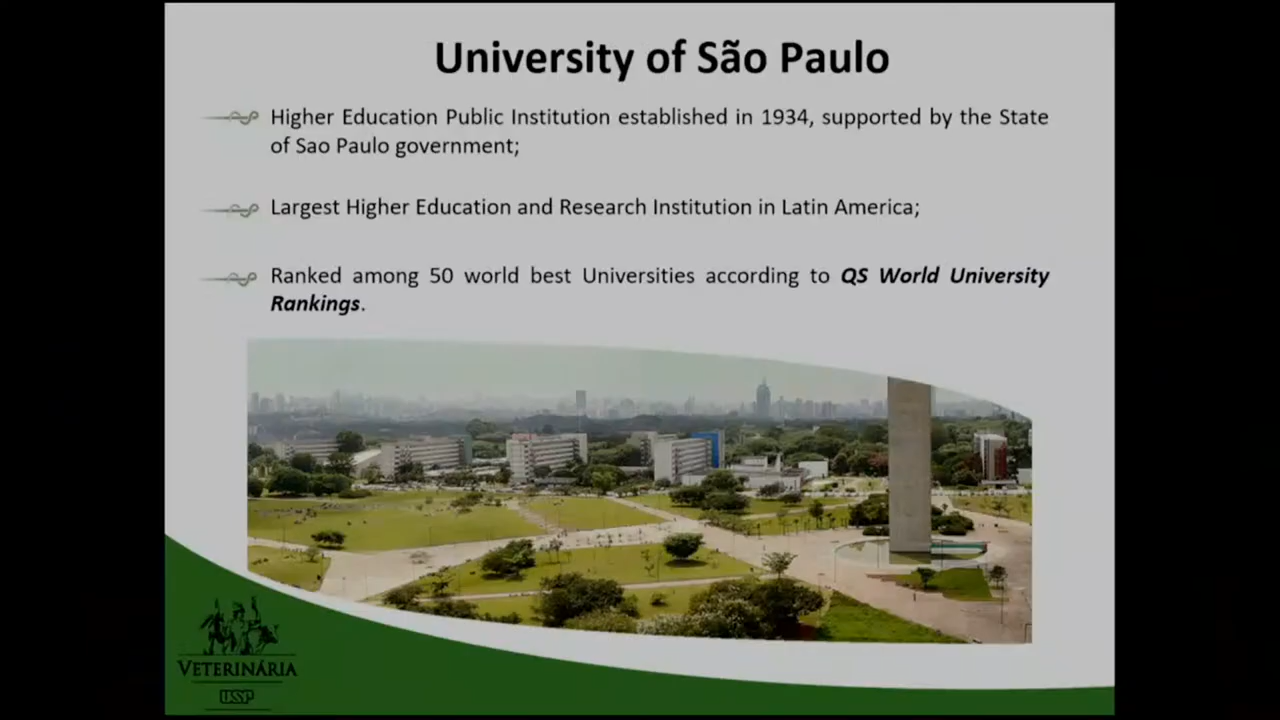 University of São Paulo
Higher Education Public Institution established in 1934, supported by the State
of Sao Paulo government;
Largest Higher Education and Research Institution in Latin America;
Ranked among 50 world best Universities according to QS World University
Rankings.
VETERINÁRIA
USP